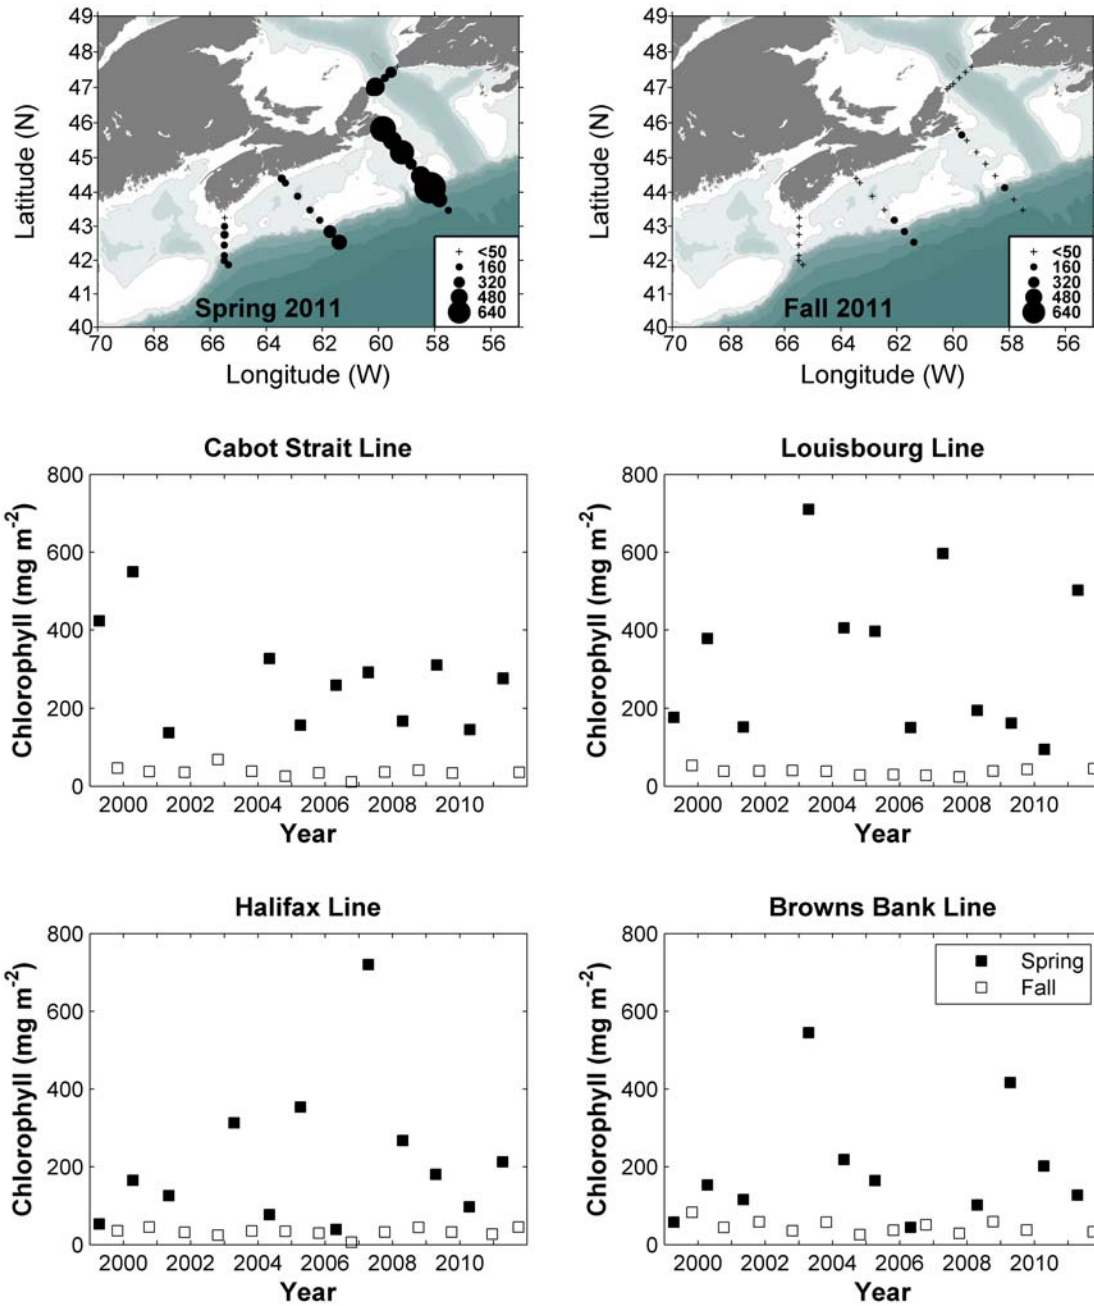 49
48
47
46
45
44
43
42
41
40
Latitude (N)
70 68 66 64 62 60 58 56
Longitude (W)
Spring 2011
<50
160
320
480
640
49
48
47
46
45
44
43
42
41
40
Latitude (N)
70 68 66 64 62 60 58 56
Longitude (W)
Fall 2011
<50
160
320
480
640
Cabot Strait Line
800
600
400
200
0
Chlorophyll (mg m-2)
2000 2002 2004 2006 2008 2010
Year
Louisbourg Line
800
600
400
200
0
Chlorophyll (mg m-2)
2000 2002 2004 2006 2008 2010
Year
Halifax Line
800
600
400
200
0
Chlorophyll (mg m-2)
2000 2002 2004 2006 2008 2010
Year
Browns Bank Line
800
600
400
200
0
Chlorophyll (mg m-2)
Spring
Fall
2000 2002 2004 2006 2008 2010
Year